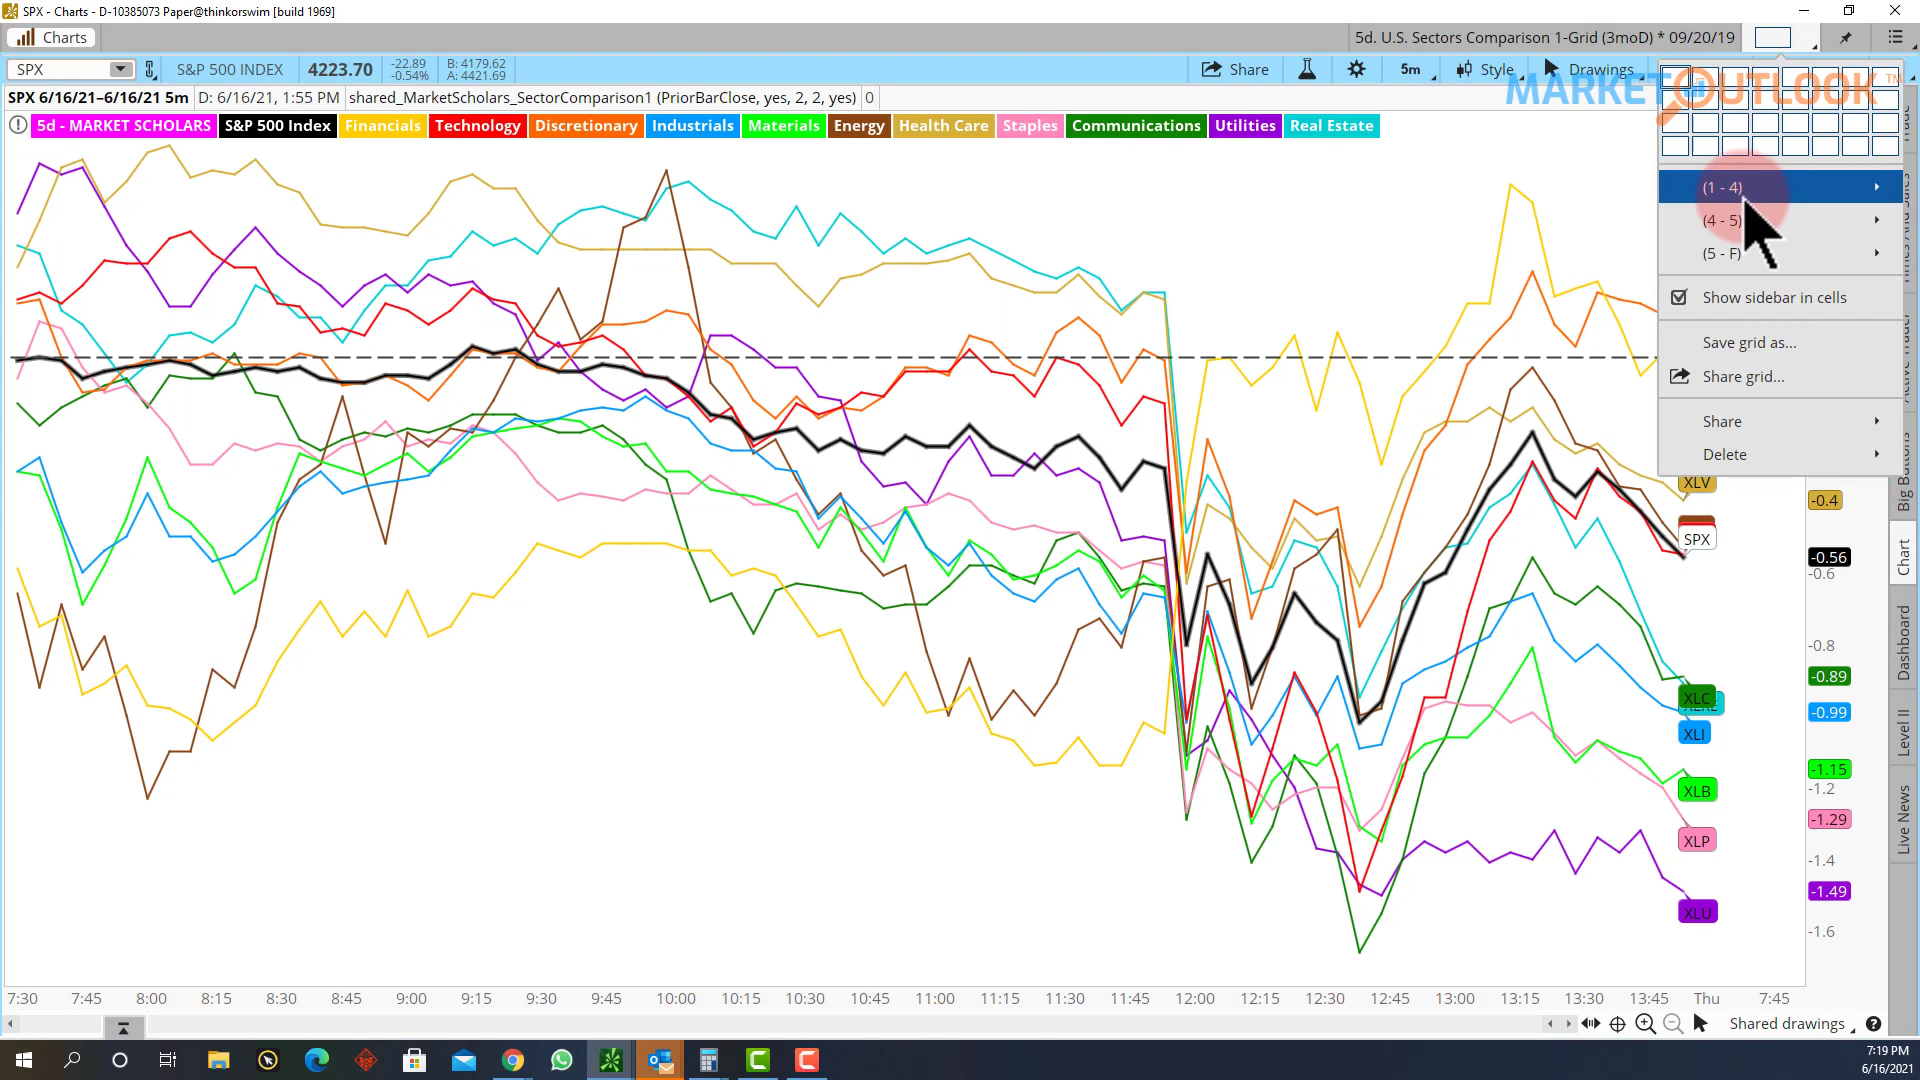 SPX - Charts - D-10385073 Paper@thinkorswim [build 1969]
Charts
5d. U.S. Sectors Comparison 1-Grid (3moD) * 09/20/19
SPX
S&P 500 INDEX
4223.70
-22.89
-0.54%
B: 4179.62
A: 4421.69
Share
5m
Style
Drawings
SPX 6/16/21–6/16/21 5m
D: 6/16/21, 1:55 PM
shared_MarketScholars_SectorComparison1 (PriorBarClose, yes, 2, 2, yes)
0
MARKET OUTLOOK TM
5d - MARKET SCHOLARS
S&P 500 Index
Financials
Technology
Discretionary
Industrials
Materials
Energy
Health Care
Staples
Communications
Utilities
Real Estate
(1 - 4)
(4 - 5)
(5 - F)
Show sidebar in cells
Save grid as...
Share grid...
Share
Delete
XLV
SPX
XLC
XLI
XLB
XLP
XLU
-0.4
-0.56
-0.6
-0.8
-0.89
-0.99
-1.15
-1.2
-1.29
-1.4
-1.49
-1.6
Chart
Dashboard
Level II
Live News
7:30 7:45 8:00 8:15 8:30 8:45 9:00 9:15 9:30 9:45 10:00 10:15 10:30 10:45 11:00 11:15 11:30 11:45 12:00 12:15 12:30 12:45 13:00 13:15 13:30 13:45 Thu 7:45
Shared drawings
7:19 PM
6/16/2021